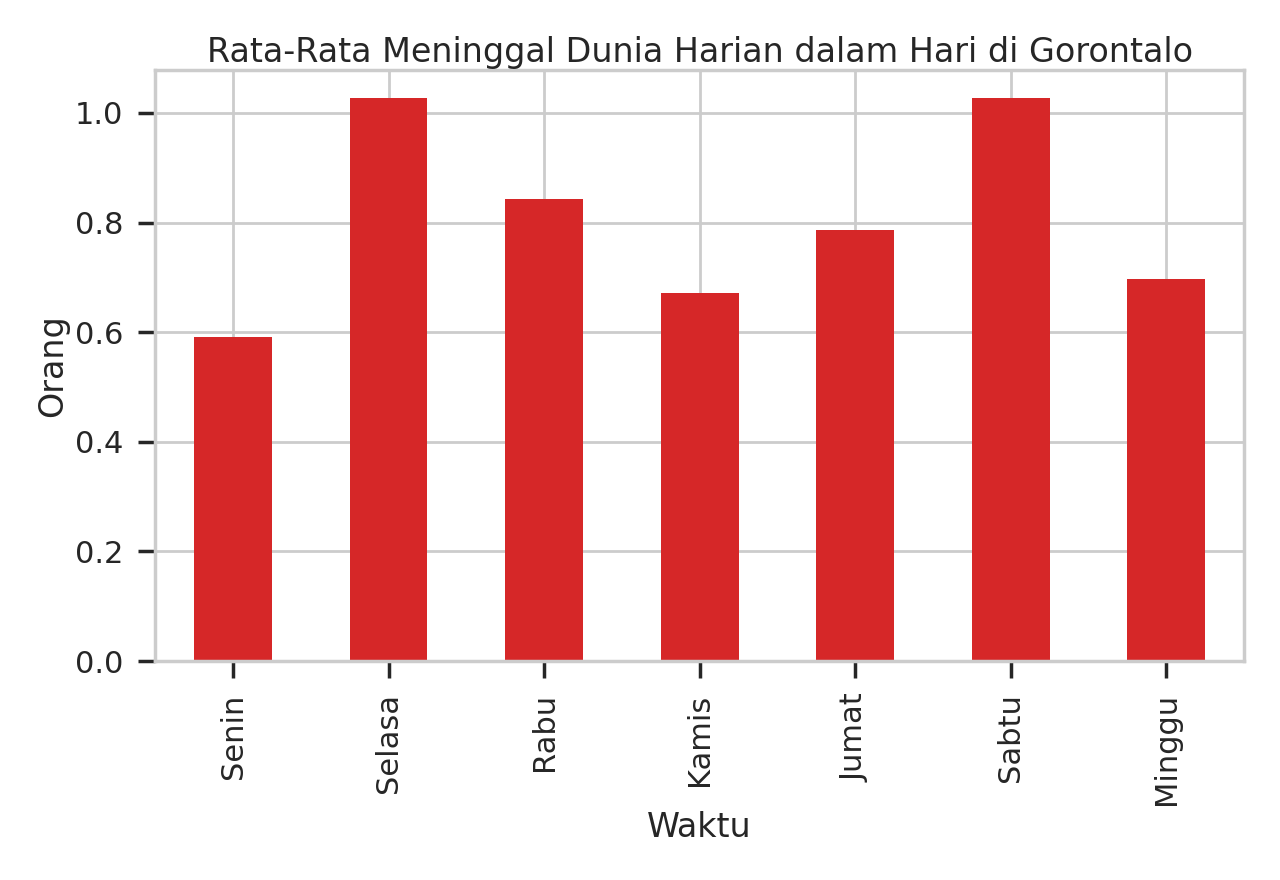 Rata-Rata Meninggal Dunia Harian dalam Hari di Gorontalo
Orang
1.0
0.8
0.6
0.4
0.2
0.0
Senin
Selasa
Rabu
Kamis
Jumat
Sabtu
Minggu
Waktu